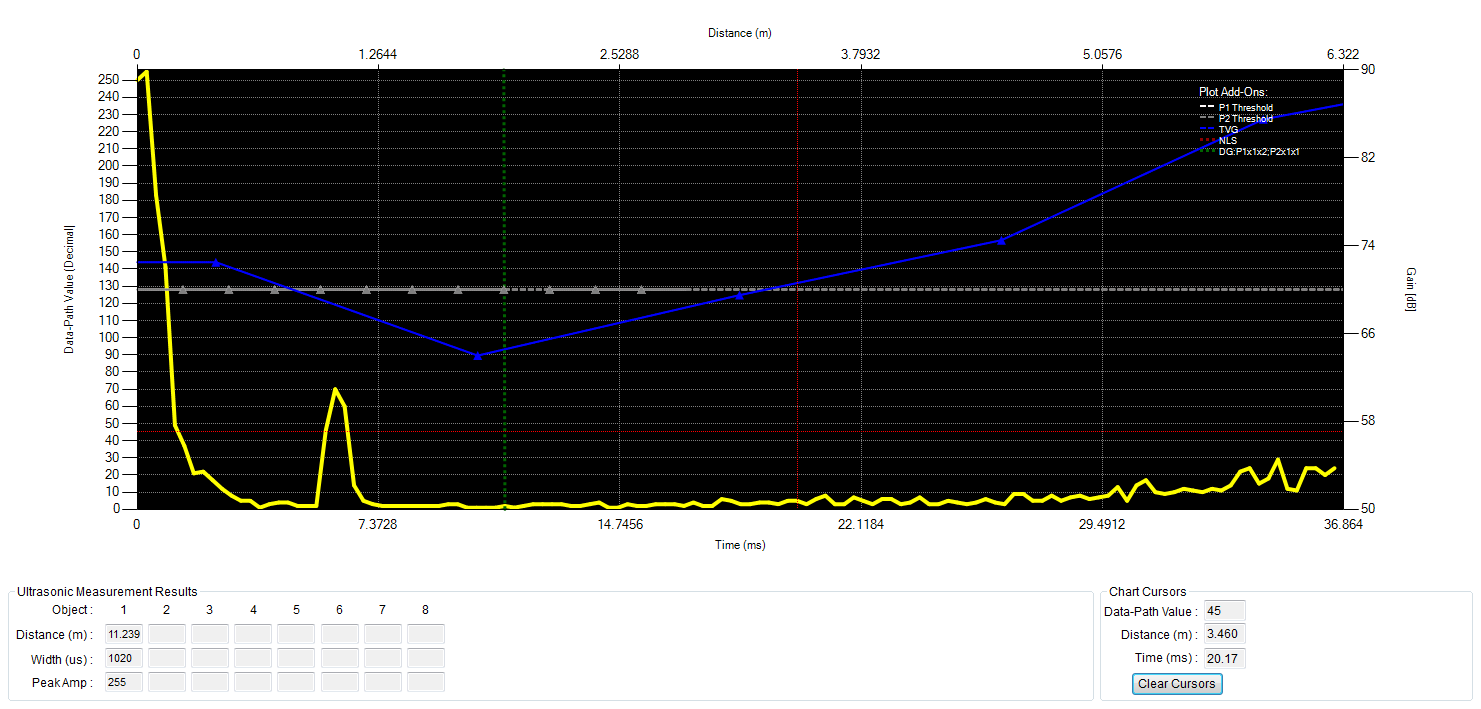 Distance (m)
0 1.2644 2.5288 3.7932 5.0576 6.322
250
240
230
220
210
200
190
180
170
160
150
140
130
120
110
100
90
80
70
60
50
40
30
20
10
0
Data-Path Value [Decimal]
Plot Add-Ons:
P1 Threshold
P2 Threshold
TVG
NLS
DG:P1x1x2;P2x1x1
90
82
74
66
58
50
Gain [dB]
0 7.3728 14.7456 22.1184 29.4912 36.864
Time (ms)
Ultrasonic Measurement Results
Object : 1 2 3 4 5 6 7 8
Distance (m) : 11.239
Width (us) : 1020
Peak Amp : 255
Chart Cursors
Data-Path Value : 45
Distance (m) : 3.460
Time (ms) : 20.17
Clear Cursors